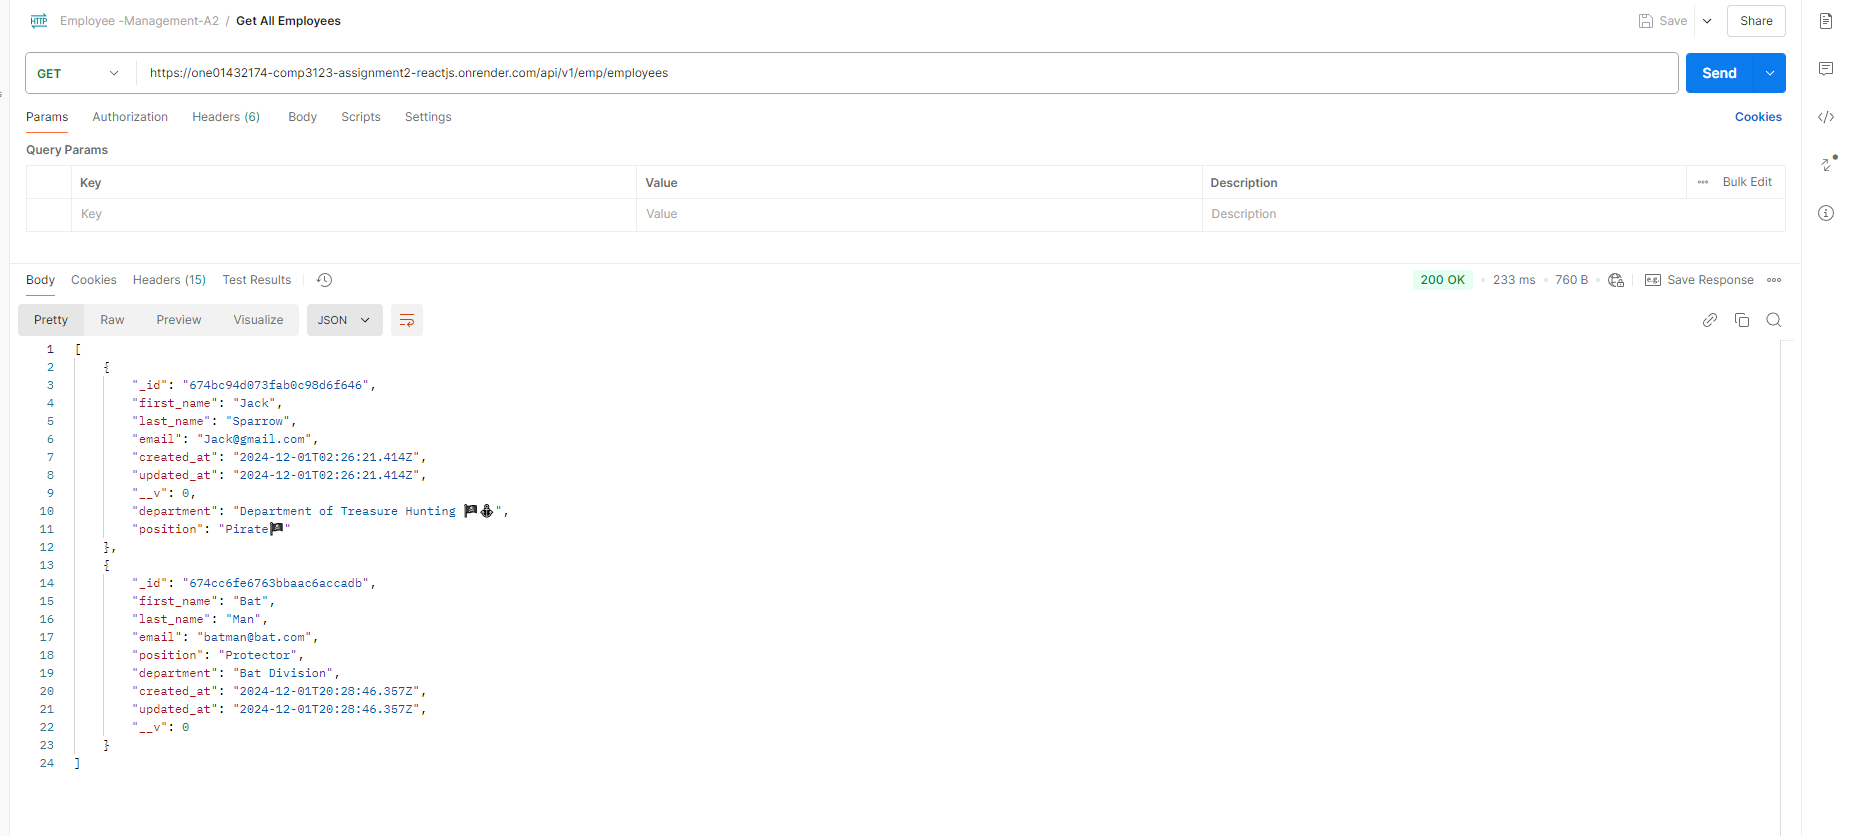 Employee -Management-A2 / Get All Employees
Save
Share
GET
https://one01432174-comp3123-assignment2-reactjs.onrender.com/api/v1/emp/employees
Send
Params Authorization Headers (6) Body Scripts Settings
Cookies
Query Params
Key Value Description ••• Bulk Edit
Key Value Description
Body Cookies Headers (15) Test Results
200 OK • 233 ms • 760 B • e.g. Save Response •••
Pretty Raw Preview Visualize JSON
1 [
2 {
3 "_id": "674bc94d073fab0c98d6f646",
4 "first_name": "Jack",
5 "last_name": "Sparrow",
6 "email": "Jack@gmail.com",
7 "created_at": "2024-12-01T02:26:21.414Z",
8 "updated_at": "2024-12-01T02:26:21.414Z",
9 "__v": 0,
10 "department": "Department of Treasure Hunting 🏴‍☠️⚓",
11 "position": "Pirate🏴‍☠️"
12 },
13 {
14 "_id": "674cc6fe6763bbaac6accadb",
15 "first_name": "Bat",
16 "last_name": "Man",
17 "email": "batman@bat.com",
18 "position": "Protector",
19 "department": "Bat Division",
20 "created_at": "2024-12-01T20:28:46.357Z",
21 "updated_at": "2024-12-01T20:28:46.357Z",
22 "__v": 0
23 }
24 ]